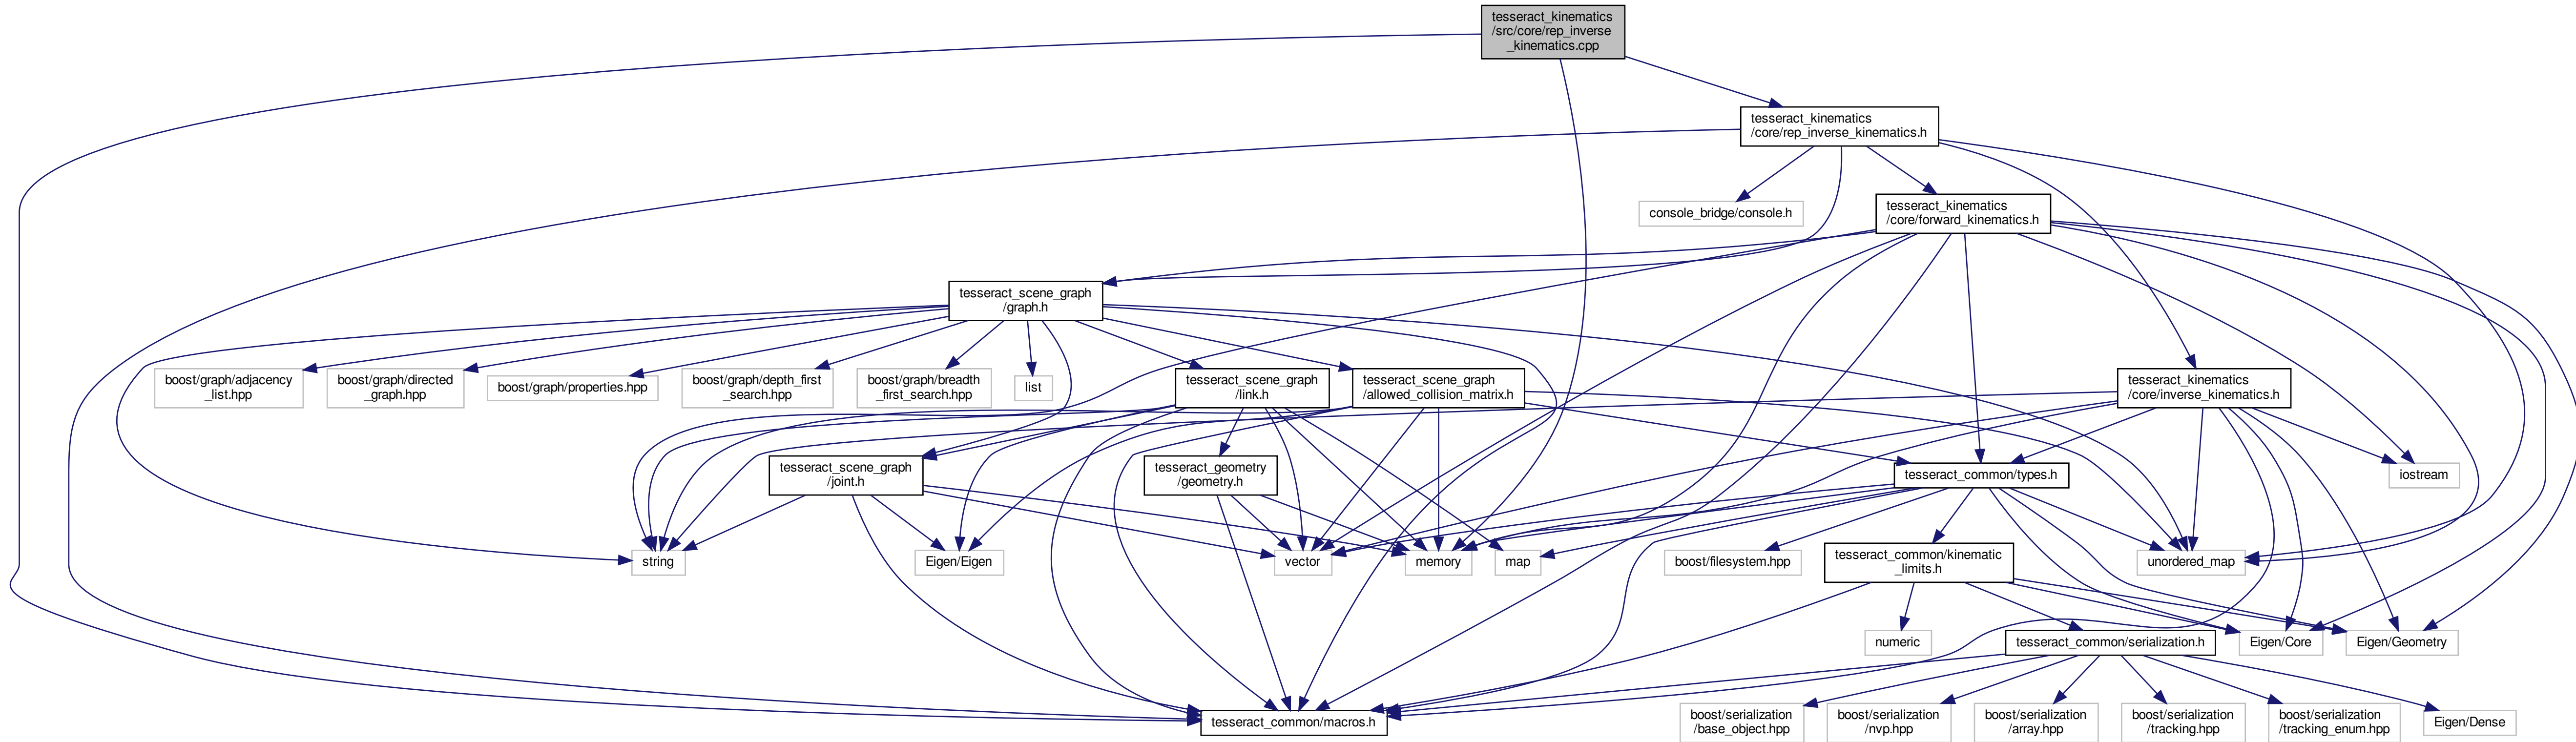 tesseract_kinematics
/src/core/rep_inverse
_kinematics.cpp
tesseract_kinematics
/core/rep_inverse_kinematics.h
console_bridge/console.h
tesseract_kinematics
/core/forward_kinematics.h
tesseract_scene_graph
/graph.h
boost/graph/adjacency
_list.hpp
boost/graph/directed
_graph.hpp
boost/graph/properties.hpp
boost/graph/depth_first
_search.hpp
boost/graph/breadth
_first_search.hpp
list
tesseract_scene_graph
/link.h
tesseract_scene_graph
/allowed_collision_matrix.h
tesseract_kinematics
/core/inverse_kinematics.h
tesseract_scene_graph
/joint.h
tesseract_geometry
/geometry.h
tesseract_common/types.h
iostream
string
Eigen/Eigen
vector
memory
map
boost/filesystem.hpp
tesseract_common/kinematic
_limits.h
unordered_map
numeric
tesseract_common/serialization.h
Eigen/Core
Eigen/Geometry
tesseract_common/macros.h
boost/serialization
/base_object.hpp
boost/serialization
/nvp.hpp
boost/serialization
/array.hpp
boost/serialization
/tracking.hpp
boost/serialization
/tracking_enum.hpp
Eigen/Dense